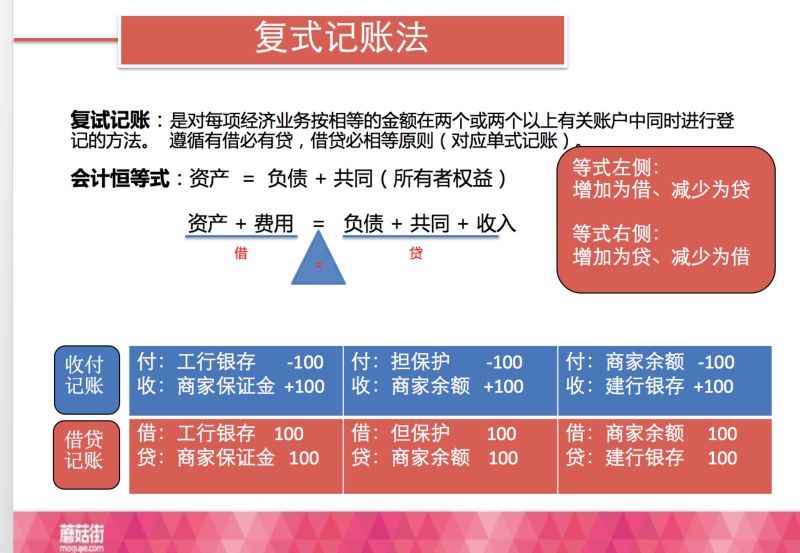 复式记账法
复试记账：是对每项经济业务按相等的金额在两个或两个以上有关账户中同时进行登
记的方法。 遵循有借必有贷，借贷必相等原则（对应单式记账）。
会计恒等式：资产 = 负债 + 共同（所有者权益）
资产 + 费用 = 负债 + 共同 + 收入
借
=
贷
等式左侧：
增加为借、减少为贷
等式右侧：
增加为贷、减少为借
收付
记账
付：工行银存 -100
收：商家保证金 +100
付：担保护 -100
收：商家余额 +100
付：商家余额 -100
收：建行银存 +100
借贷
记账
借：工行银存 100
贷：商家保证金 100
借：但保护 100
贷：商家余额 100
借：商家余额 100
贷：建行银存 100
蘑菇街
mogujie.com